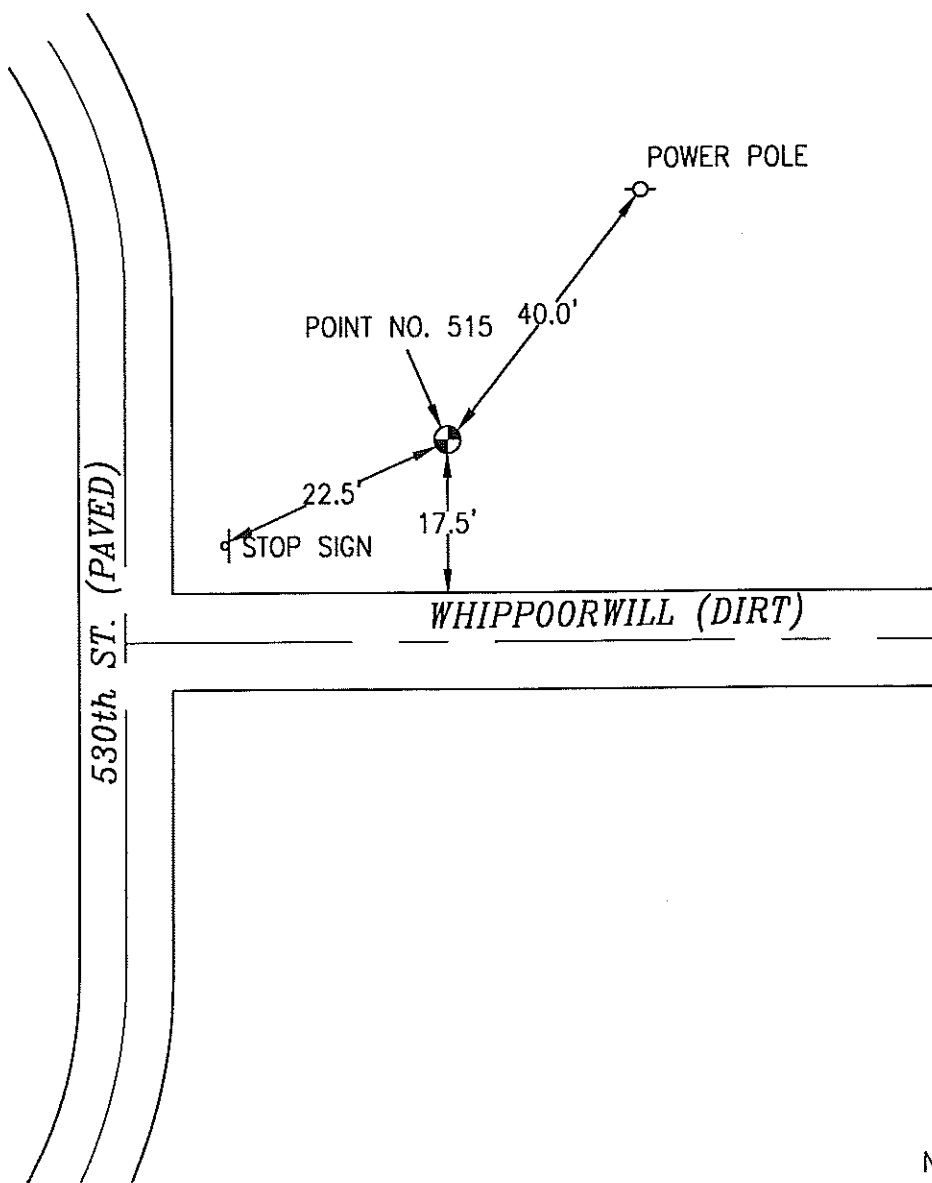 POWER POLE
40.0'
POINT NO. 515
22.5'
17.5'
STOP SIGN
530th ST. (PAVED)
WHIPPOORWILL (DIRT)
N